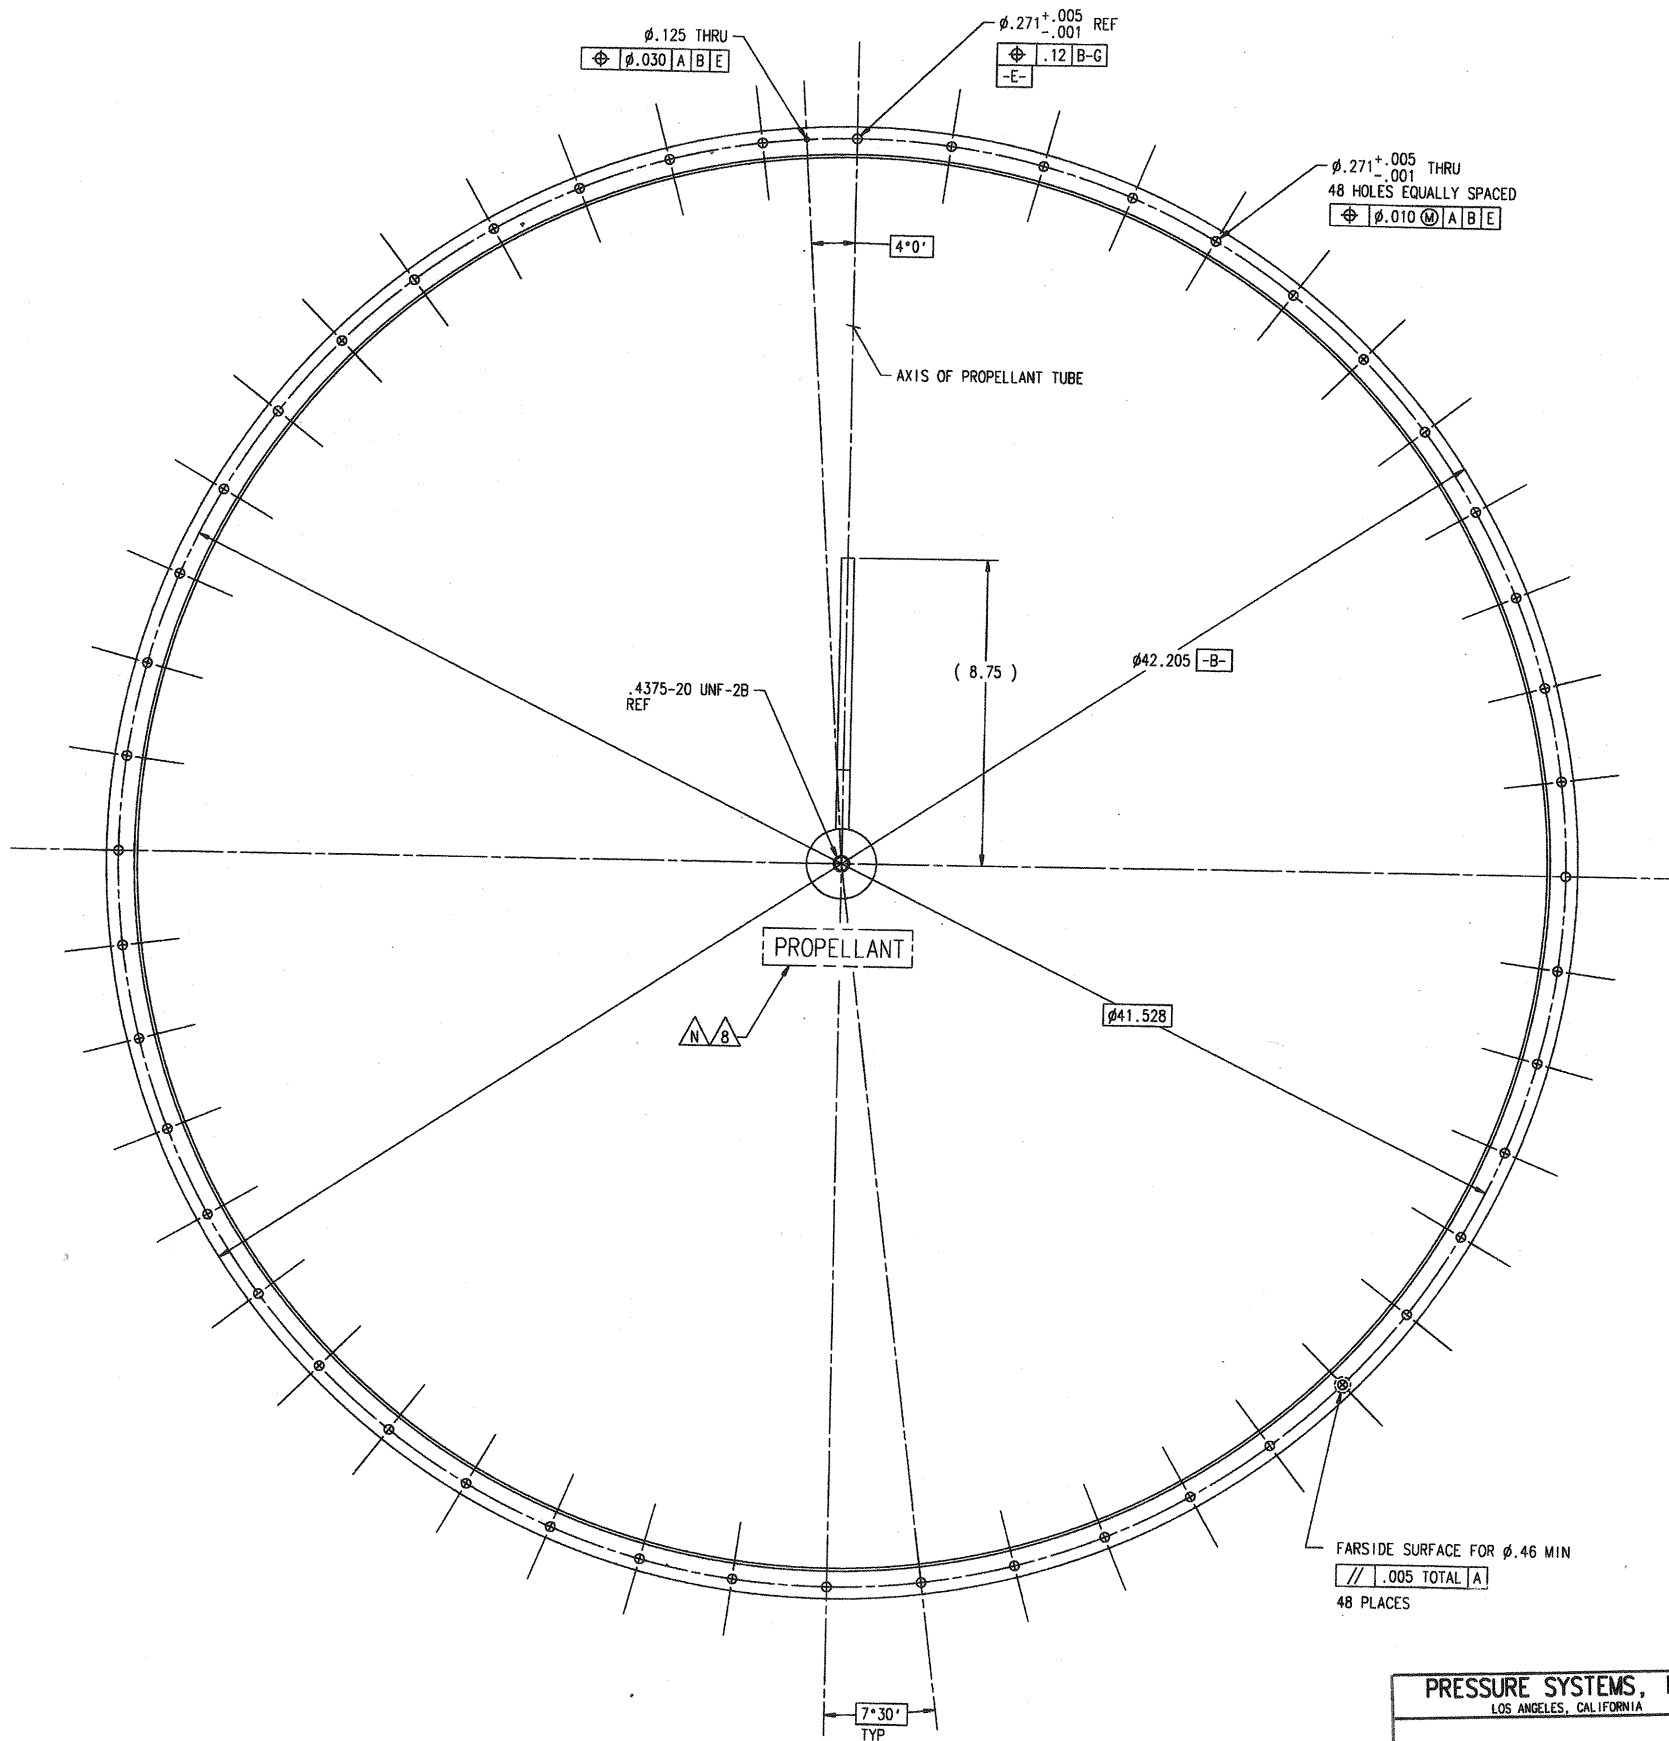 Ø.125 THRU
⌖ Ø.030 A B E
Ø.271 +.005 -.001 REF
⌖ .12 B-G
-E-
Ø.271 +.005 -.001 THRU
48 HOLES EQUALLY SPACED
⌖ Ø.010 Ⓜ A B E
4°0'
AXIS OF PROPELLANT TUBE
( 8.75 )
Ø42.205 -B-
.4375-20 UNF-2B
REF
PROPELLANT
N 8
Ø41.528
FARSIDE SURFACE FOR Ø.46 MIN
// .005 TOTAL A
48 PLACES
7°30'
TYP
PRESSURE SYSTEMS,
LOS ANGELES, CALIFORNIA